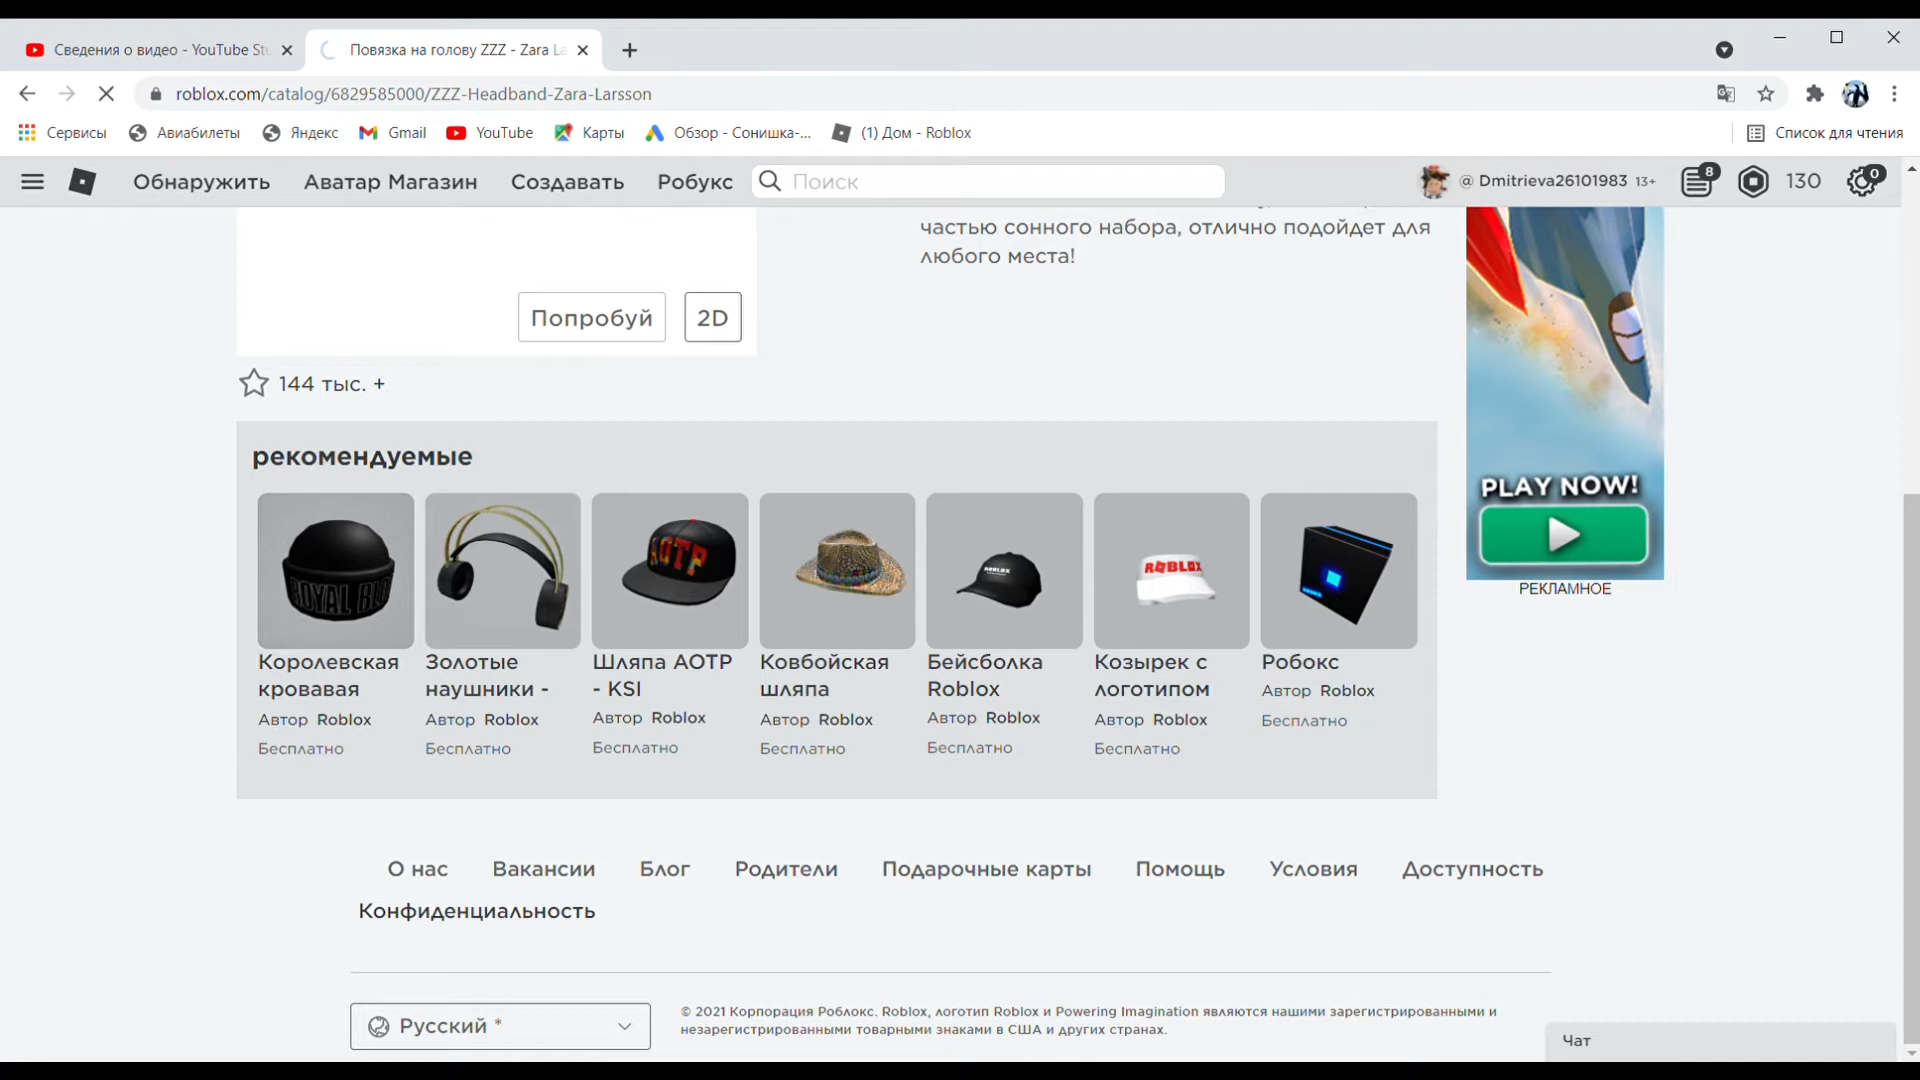 Сведения о видео - YouTube St
Повязка на голову ZZZ - Zara La
roblox.com/catalog/6829585000/ZZZ-Headband-Zara-Larsson
Сервисы
Авиабилеты
Яндекс
Gmail
YouTube
Карты
Обзор - Сонишка-...
(1) Дом - Roblox
Список для чтения
Обнаружить
Аватар Магазин
Создавать
Робукс
Поиск
@ Dmitrieva26101983 13+
8
130
0
частью сонного набора, отлично подойдет для
любого места!
Попробуй
2D
144 тыс. +
PLAY NOW!
РЕКЛАМНОЕ
рекомендуемые
ROYAL BLO
AOTP
ROBLOX
ROBLOX
Королевская
кровавая
Автор Roblox
Бесплатно
Золотые
наушники -
Автор Roblox
Бесплатно
Шляпа AOTP
- KSI
Автор Roblox
Бесплатно
Ковбойская
шляпа
Автор Roblox
Бесплатно
Бейсболка
Roblox
Автор Roblox
Бесплатно
Козырек с
логотипом
Автор Roblox
Бесплатно
Робокс
Автор Roblox
Бесплатно
О нас
Вакансии
Блог
Родители
Подарочные карты
Помощь
Условия
Доступность
Конфиденциальность
Русский *
© 2021 Корпорация Роблокс. Roblox, логотип Roblox и Powering Imagination являются нашими зарегистрированными и
незарегистрированными товарными знаками в США и других странах.
Чат